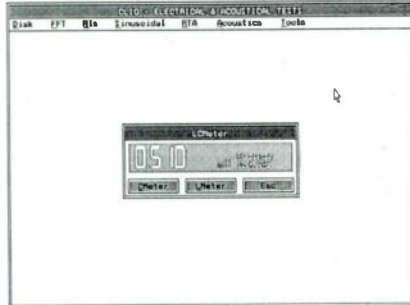 CLIO - ELECTRICAL & ACOUSTICAL TESTS
Disk FFT Mls Sinusoidal RTA Acoustics Tools
LCMeter
0.510
CMeter LMeter Esc